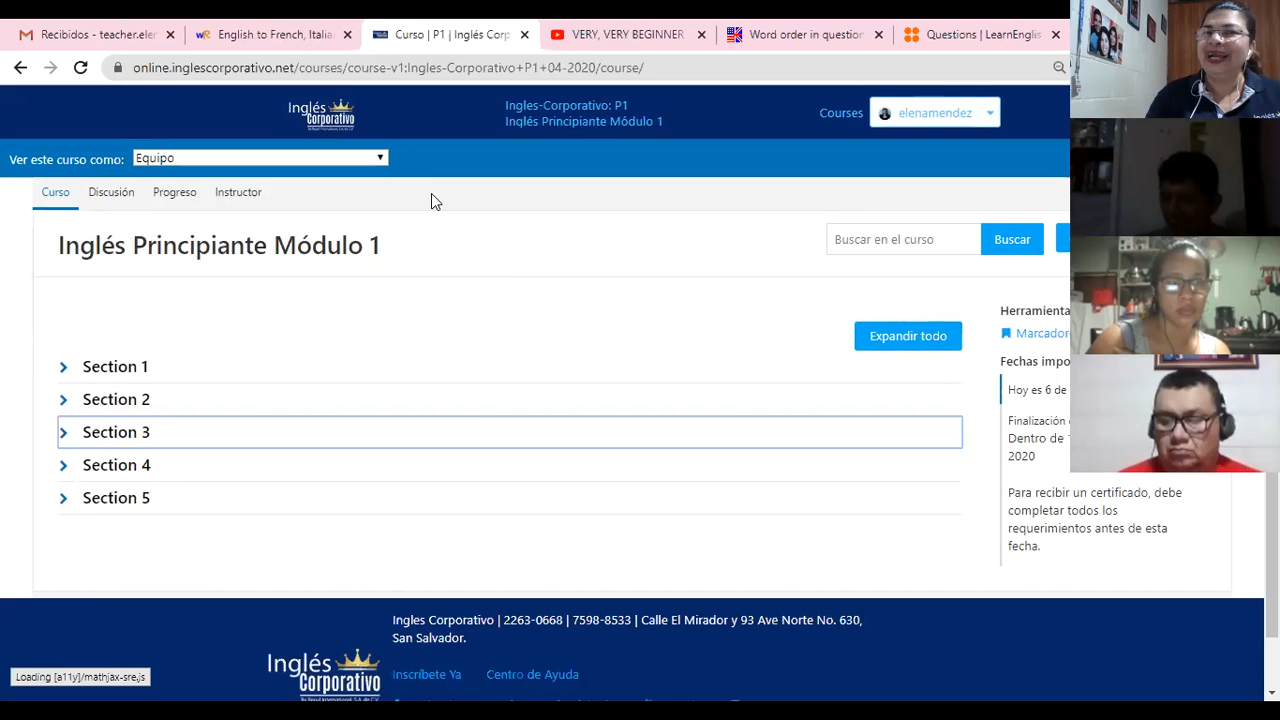 Recibidos - teacher.eler
English to French, Italia
Curso | P1 | Inglés Corp
VERY, VERY BEGINNER
Word order in question
Questions | LearnEnglis
online.inglescorporativo.net/courses/course-v1:Ingles-Corporativo+P1+04-2020/course/
Inglés
Corporativo
Ingles-Corporativo: P1
Inglés Principiante Módulo 1
Courses
elenamendez
Ver este curso como:
Equipo
Curso
Discusión
Progreso
Instructor
Inglés Principiante Módulo 1
Buscar en el curso
Buscar
Expandir todo
Herramienta
Marcador
Fechas impo
Hoy es 6 de
Finalización
Dentro de
2020
Para recibir un certificado, debe
completar todos los
requerimientos antes de esta
fecha.
Section 1
Section 2
Section 3
Section 4
Section 5
Ingles Corporativo | 2263-0668 | 7598-8533 | Calle El Mirador y 93 Ave Norte No. 630,
San Salvador.
Inglés
Corporativo
Inscríbete Ya
Centro de Ayuda
Loading [a11y]/mathjax-sre.js